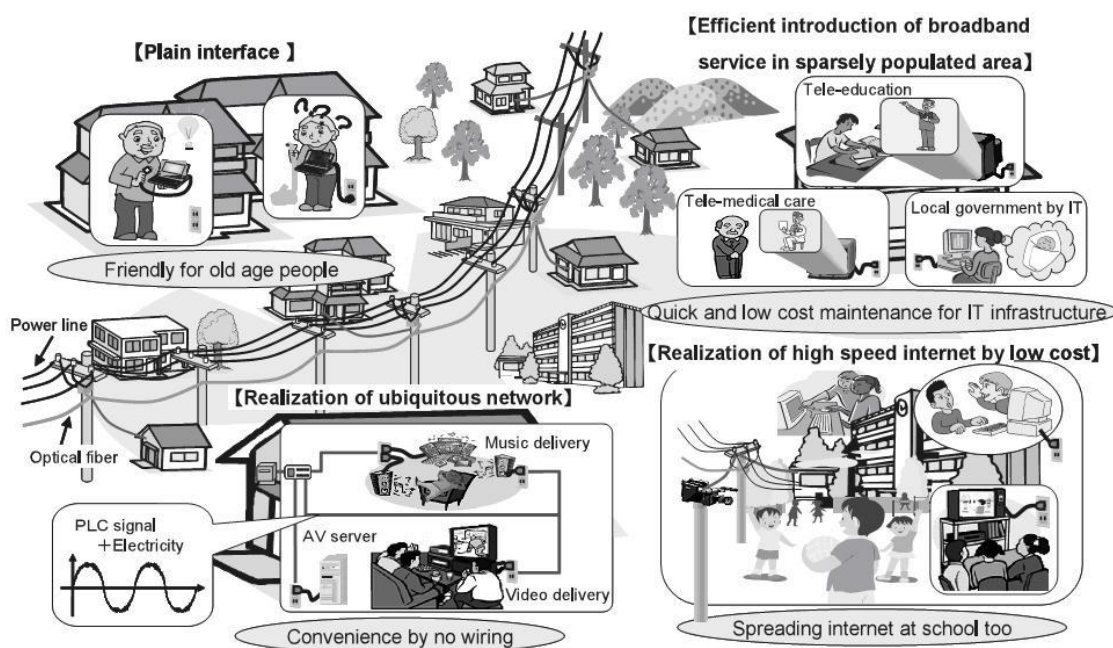 【Plain interface】
Friendly for old age people
【Efficient introduction of broadband
service in sparsely populated area】
Tele-education
Tele-medical care
Local government by IT
Quick and low cost maintenance for IT infrastructure
Power line
Optical fiber
【Realization of ubiquitous network】
Music delivery
PLC signal
+Electricity
AV server
Video delivery
Convenience by no wiring
【Realization of high speed internet by low cost】
Spreading internet at school too